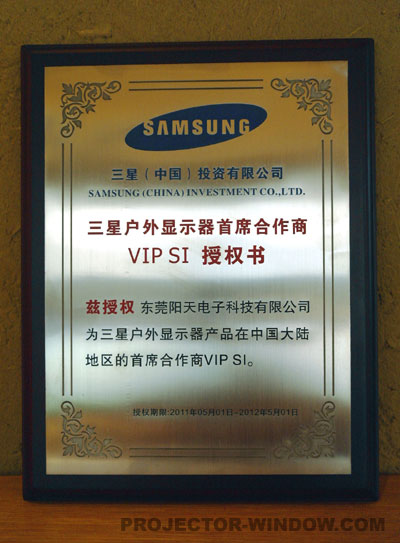 SAMSUNG
三星（中国）投资有限公司
SAMSUNG (CHINA) INVESTMENT CO.,LTD.
三星户外显示器首席合作商
VIP SI 授权书
兹授权 东莞阳天电子科技有限公司
为三星户外显示器产品在中国大陆
地区的首席合作商VIP SI。
授权期限:2011年05月01日-2012年5月01日
PROJECTOR-WINDOW.COM